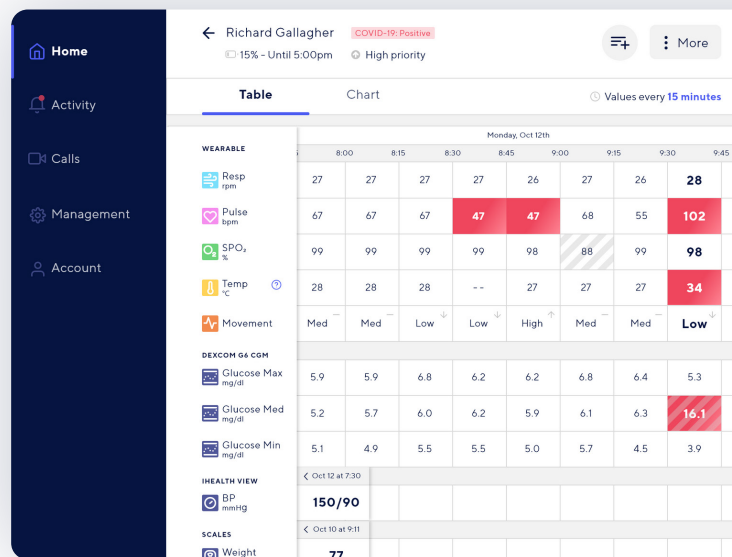 Home
Activity
Calls
Management
Account
Richard Gallagher COVID-19: Positive
15% - Until 5:00pm High priority
More
Table Chart
Values every 15 minutes
Monday, Oct 12th
8:00 8:15 8:30 8:45 9:00 9:15 9:30 9:45
WEARABLE
Resp rpm 27 27 27 27 26 27 26 28
Pulse bpm 67 67 67 47 47 68 55 102
SPO₂ % 99 99 99 99 98 88 99 98
Temp °C ? 28 28 28 -- 27 27 27 34
Movement Med Med Low Low High Med Med Low
DEXCOM G6 CGM
Glucose Max mg/dl 5.9 5.9 6.8 6.2 6.2 6.8 6.4 5.3
Glucose Med mg/dl 5.2 5.7 6.0 6.2 5.9 6.1 6.3 16.1
Glucose Min mg/dl 5.1 4.9 5.5 5.5 5.0 5.7 4.5 3.9
IHEALTH VIEW
< Oct 12 at 7:30
BP mmHg 150/90
SCALES
< Oct 10 at 9:11
Weight 77